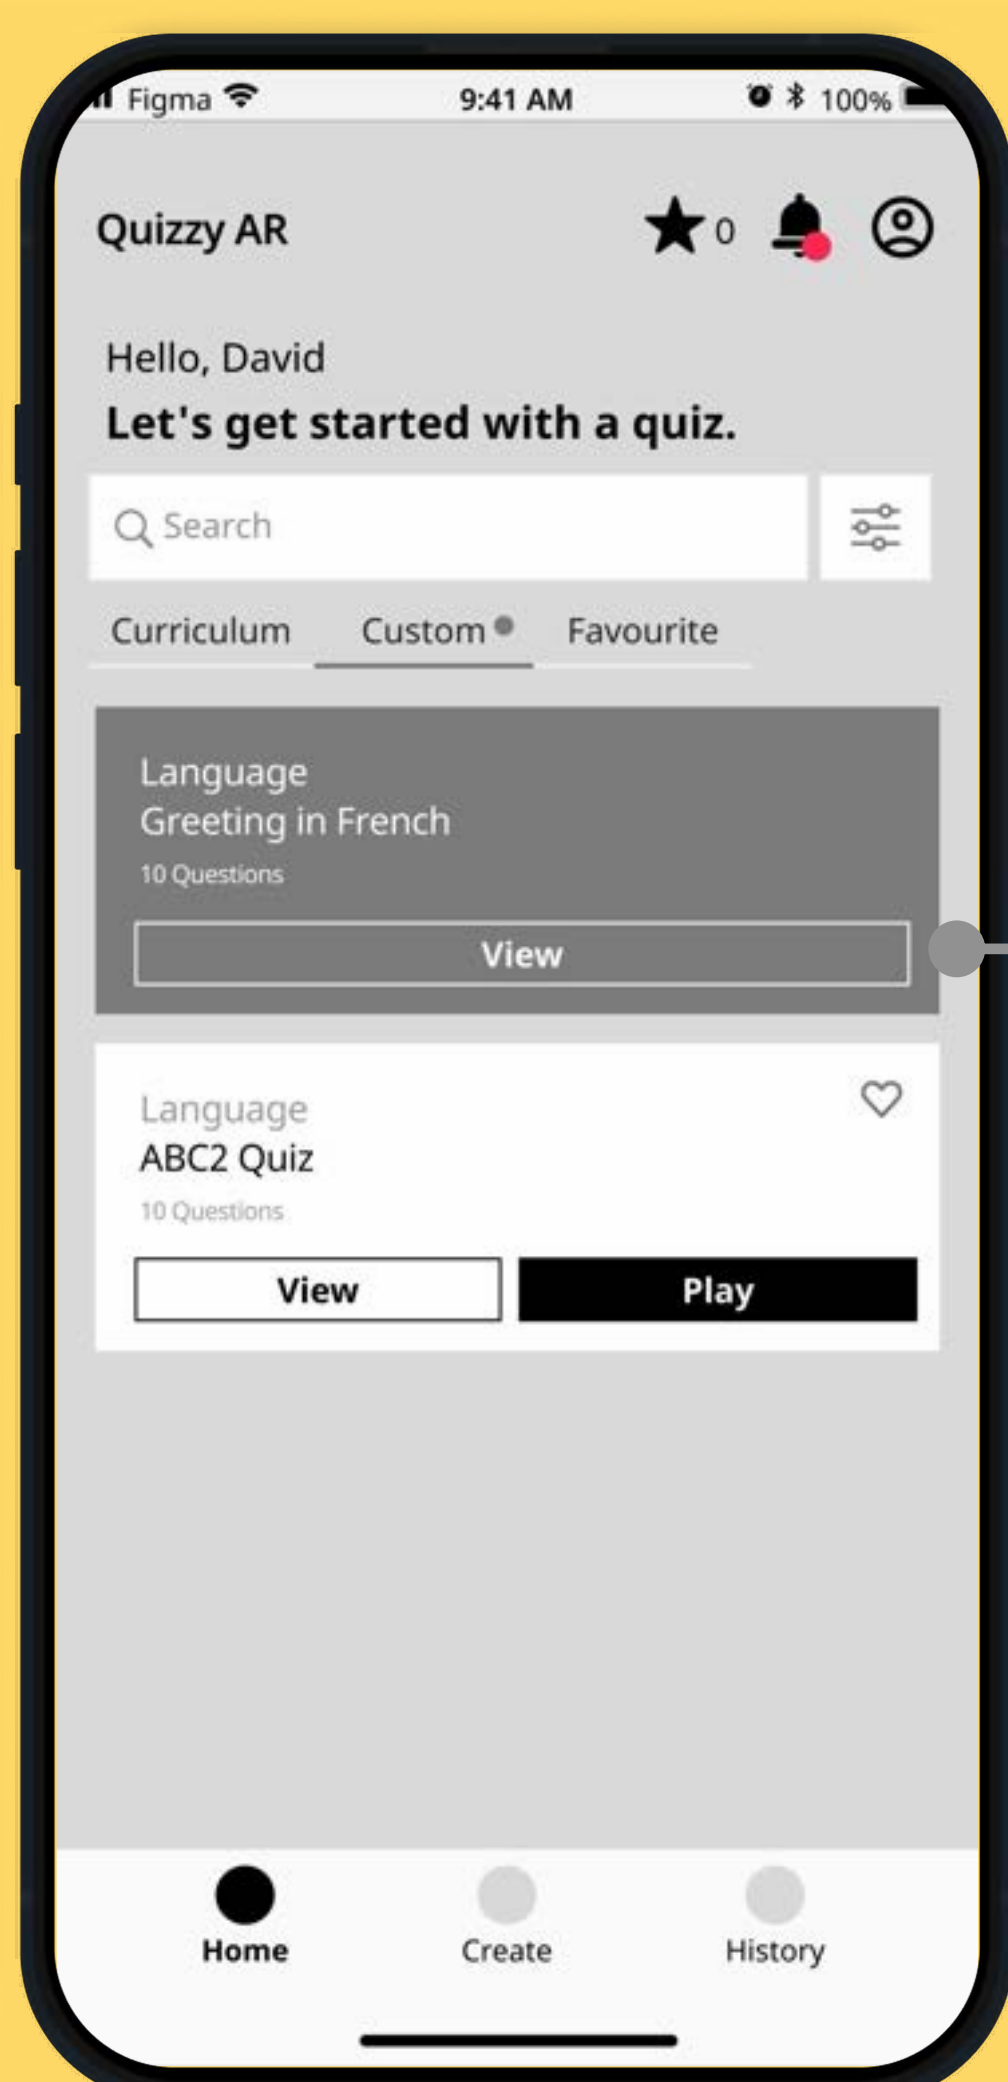 Figma 9:41 AM 100%
Quizzy AR 0
Hello, David
Let's get started with a quiz.
Search
Curriculum Custom Favourite
Language
Greeting in French
10 Questions
View
Language
ABC2 Quiz
10 Questions
View Play
Home Create History